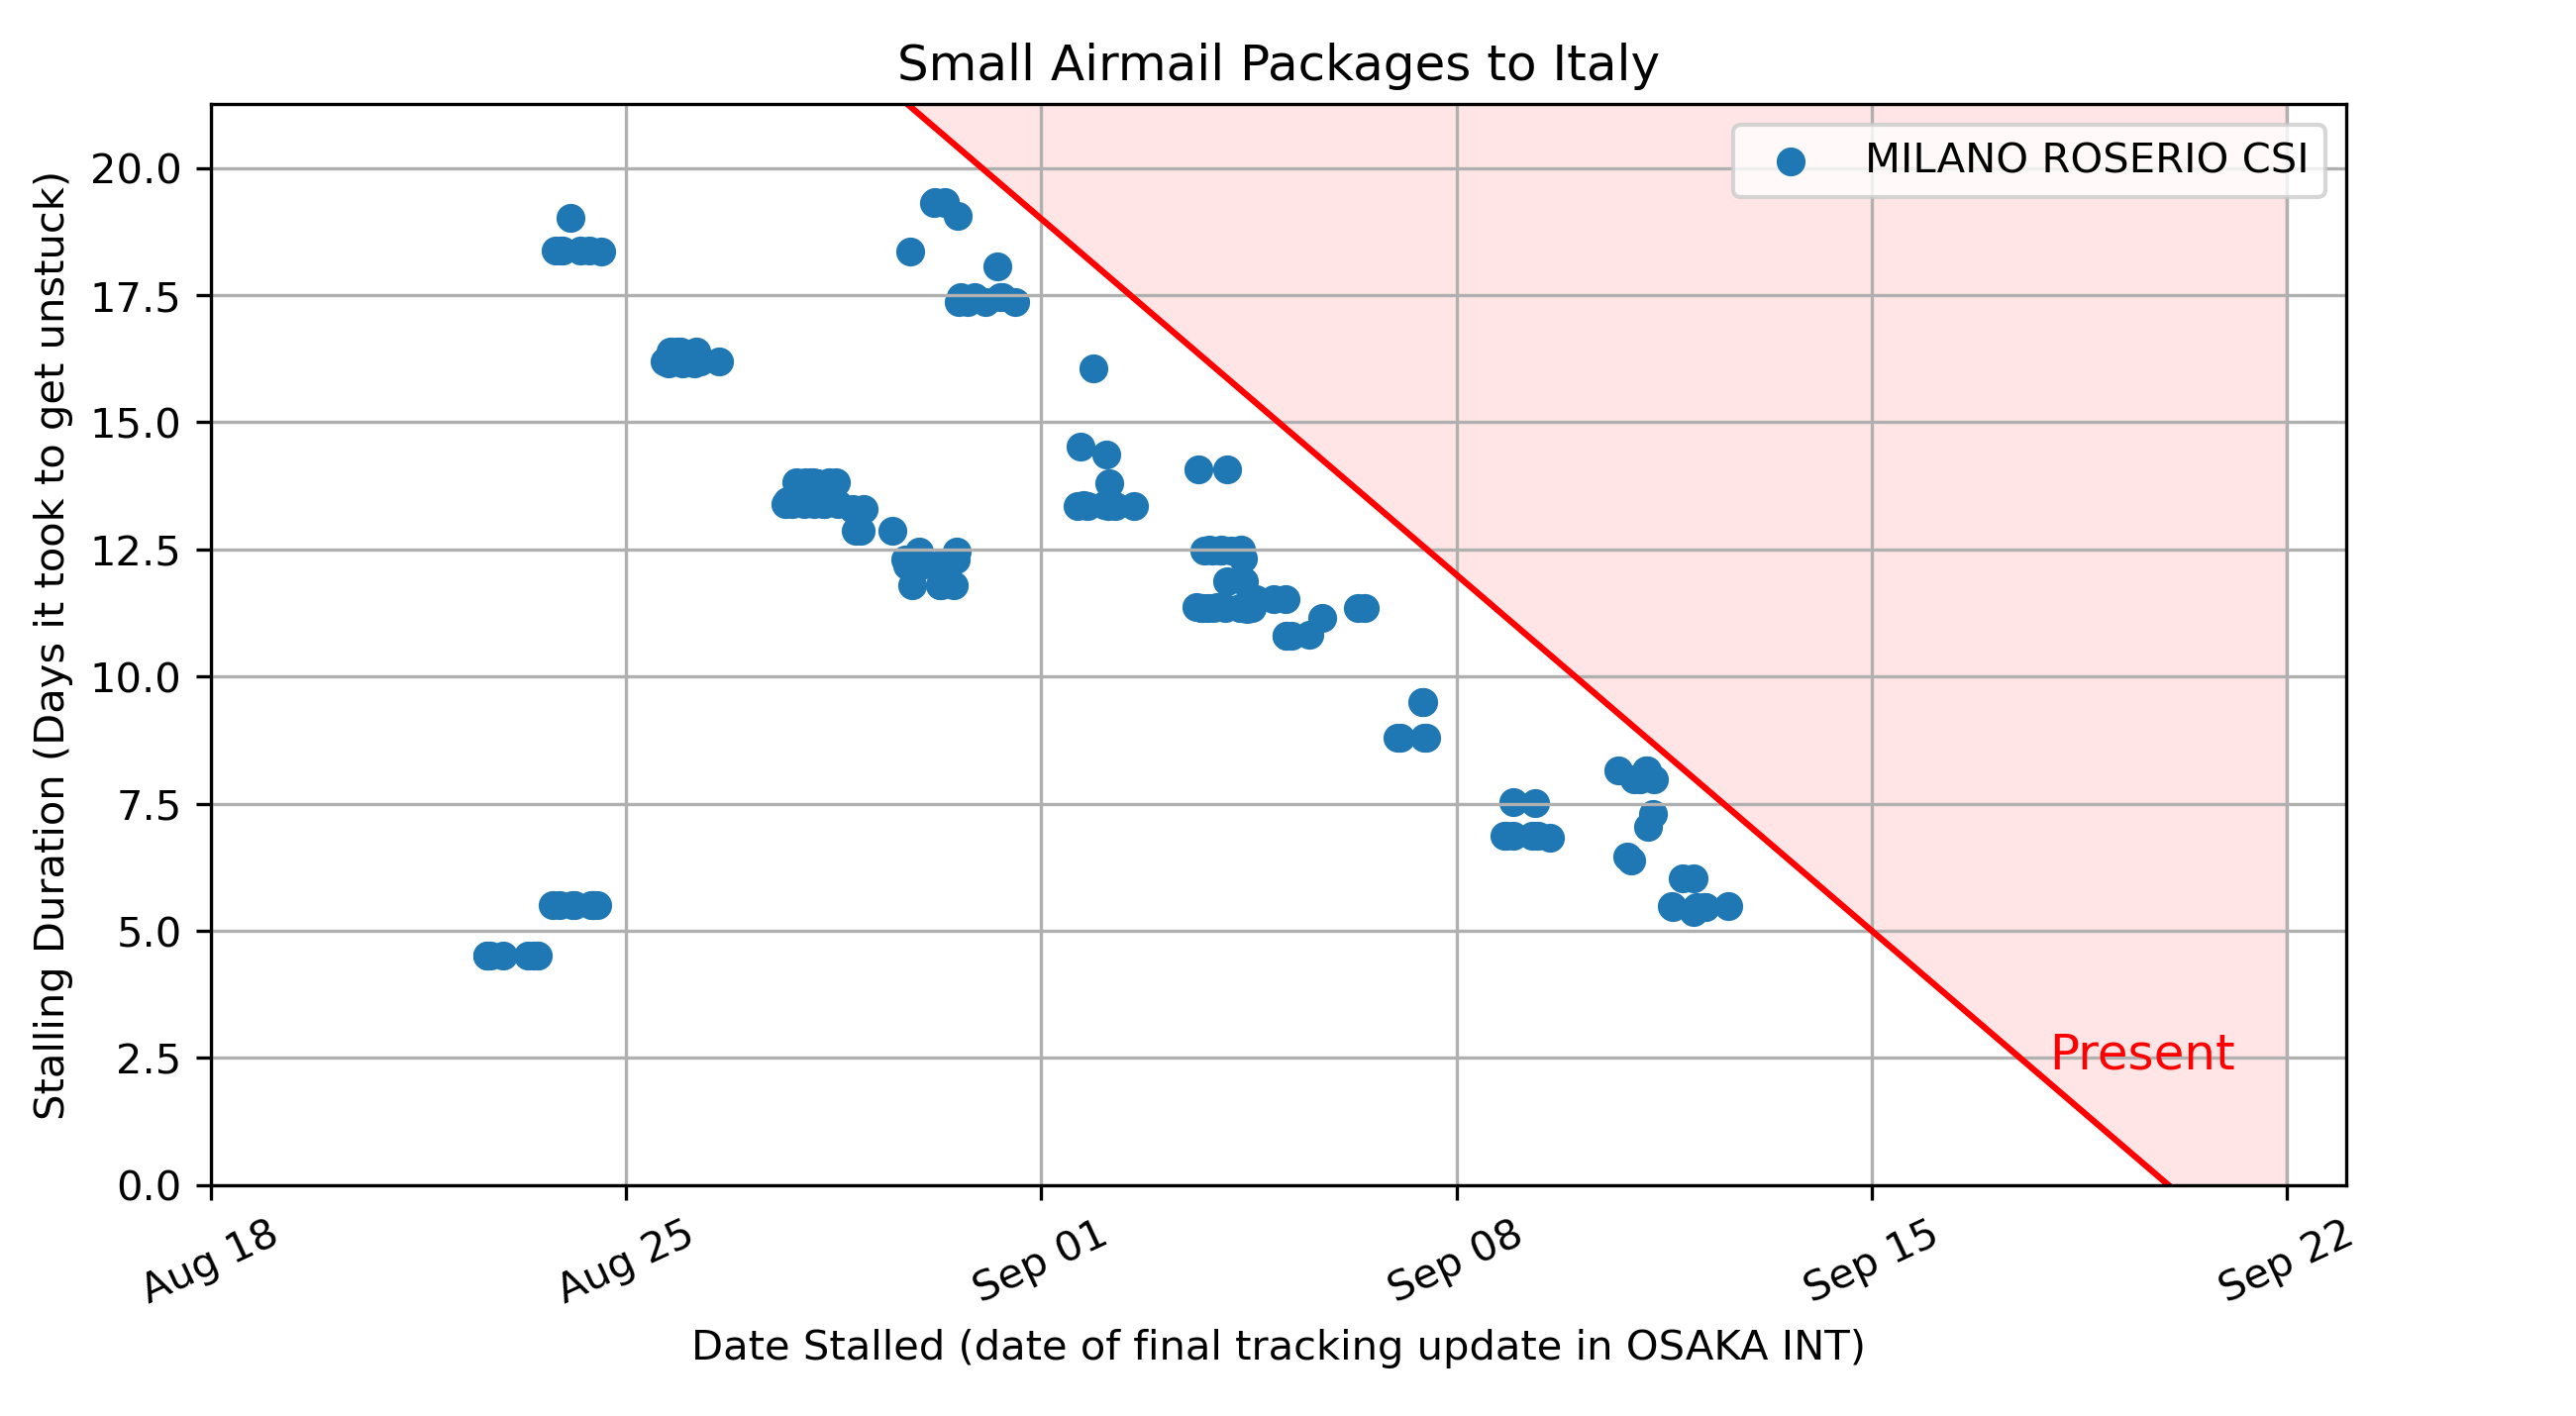 Small Airmail Packages to Italy
MILANO ROSERIO CSI
Stalling Duration (Days it took to get unstuck)
20.0
17.5
15.0
12.5
10.0
7.5
5.0
2.5
0.0
Present
Aug 18
Aug 25
Sep 01
Sep 08
Sep 15
Sep 22
Date Stalled (date of final tracking update in OSAKA INT)